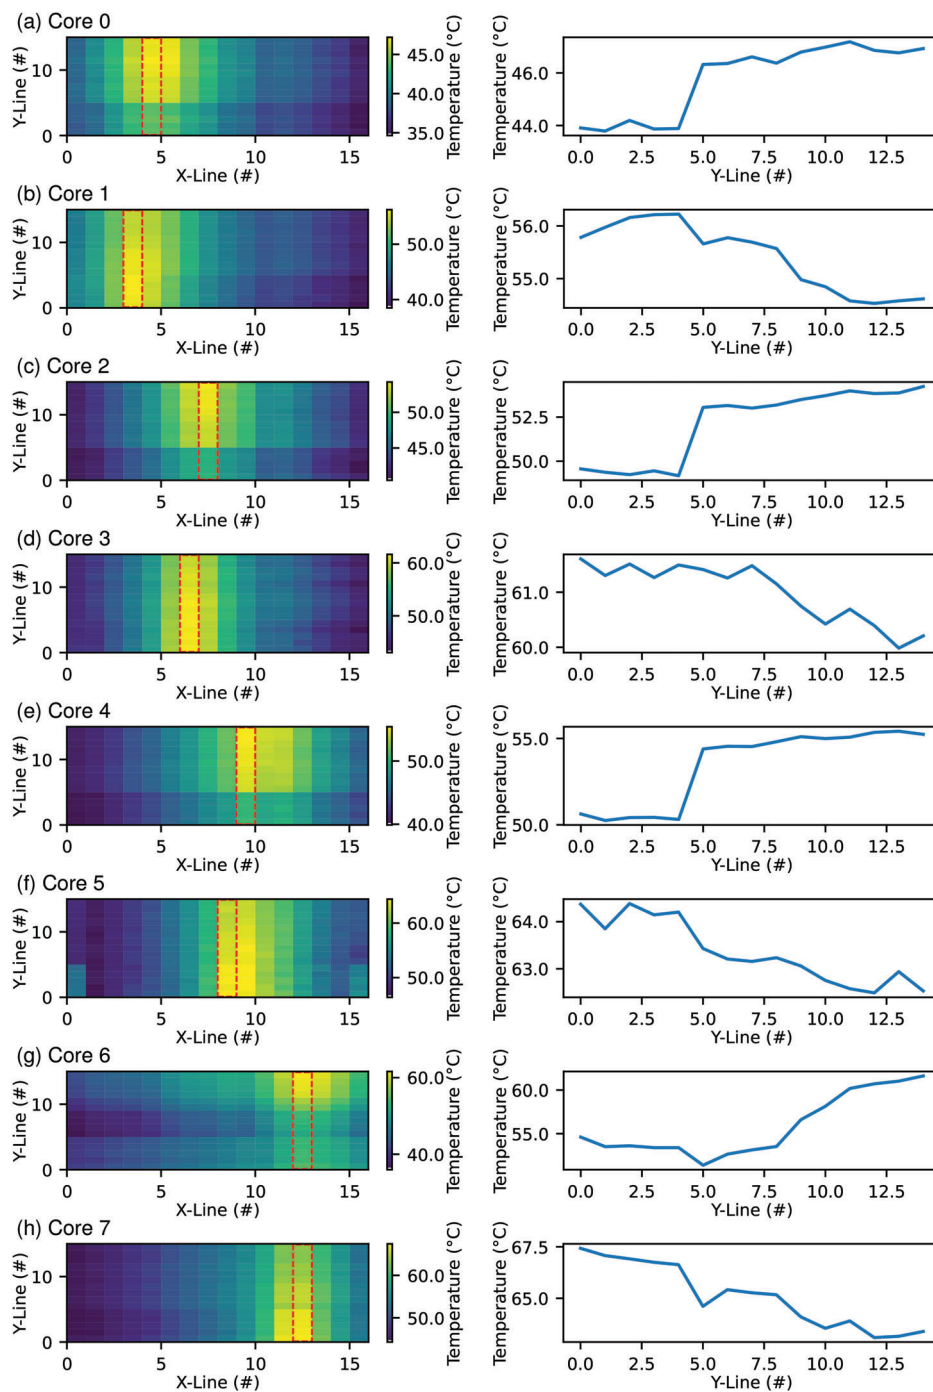 (a) Core 0
Y-Line (#)
10
0
0 5 10 15
X-Line (#)
45.0
40.0
35.0
Temperature (°C)
Temperature (°C)
46.0
44.0
0.0 2.5 5.0 7.5 10.0 12.5
Y-Line (#)
(b) Core 1
Y-Line (#)
10
0
0 5 10 15
X-Line (#)
50.0
40.0
Temperature (°C)
Temperature (°C)
56.0
55.0
0.0 2.5 5.0 7.5 10.0 12.5
Y-Line (#)
(c) Core 2
Y-Line (#)
10
0
0 5 10 15
X-Line (#)
50.0
45.0
Temperature (°C)
Temperature (°C)
52.5
50.0
0.0 2.5 5.0 7.5 10.0 12.5
Y-Line (#)
(d) Core 3
Y-Line (#)
10
0
0 5 10 15
X-Line (#)
60.0
50.0
Temperature (°C)
Temperature (°C)
61.0
60.0
0.0 2.5 5.0 7.5 10.0 12.5
Y-Line (#)
(e) Core 4
Y-Line (#)
10
0
0 5 10 15
X-Line (#)
50.0
40.0
Temperature (°C)
Temperature (°C)
55.0
50.0
0.0 2.5 5.0 7.5 10.0 12.5
Y-Line (#)
(f) Core 5
Y-Line (#)
10
0
0 5 10 15
X-Line (#)
60.0
50.0
Temperature (°C)
Temperature (°C)
64.0
63.0
0.0 2.5 5.0 7.5 10.0 12.5
Y-Line (#)
(g) Core 6
Y-Line (#)
10
0
0 5 10 15
X-Line (#)
60.0
50.0
40.0
Temperature (°C)
Temperature (°C)
60.0
55.0
0.0 2.5 5.0 7.5 10.0 12.5
Y-Line (#)
(h) Core 7
Y-Line (#)
10
0
0 5 10 15
X-Line (#)
60.0
50.0
Temperature (°C)
Temperature (°C)
67.5
65.0
0.0 2.5 5.0 7.5 10.0 12.5
Y-Line (#)